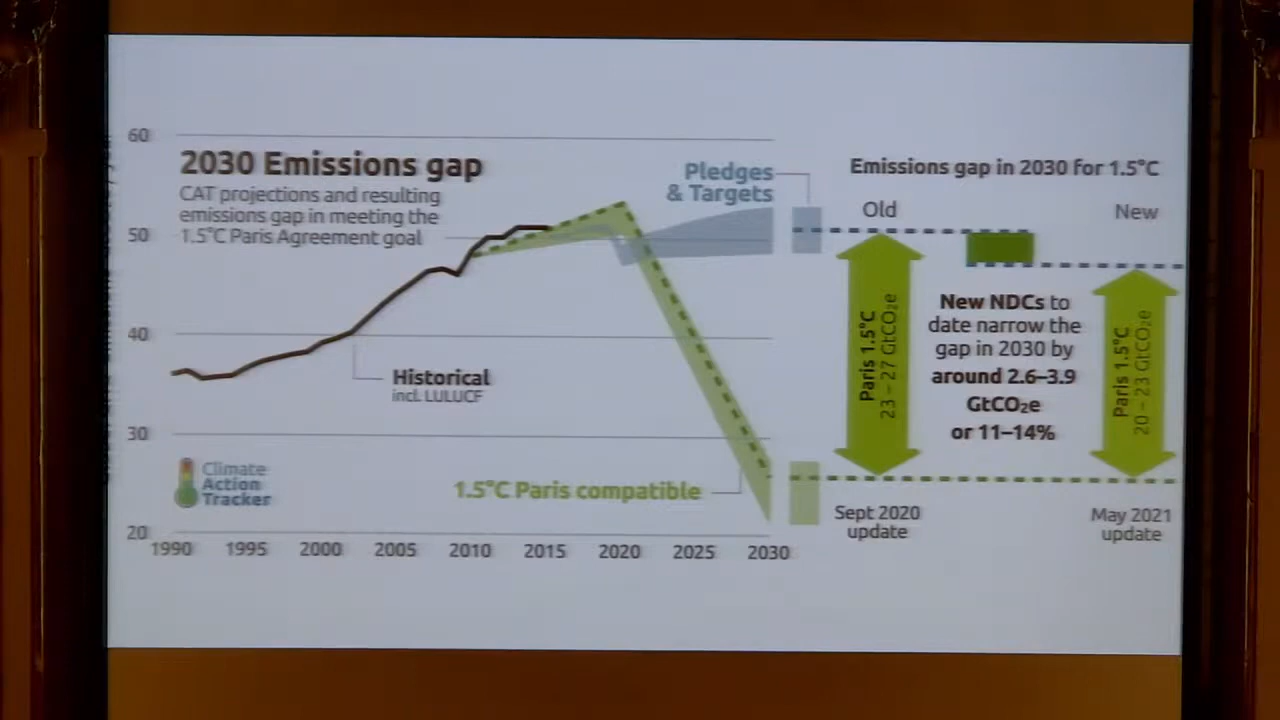 60
50
40
30
20
2030 Emissions gap
CAT projections and resulting
emissions gap in meeting the
1.5°C Paris Agreement goal
Pledges
& Targets
Historical
incl. LULUCF
Climate
Action
Tracker
1.5°C Paris compatible
1990 1995 2000 2005 2010 2015 2020 2025 2030
Emissions gap in 2030 for 1.5°C
Old
New
Paris 1.5°C
23 – 27 GtCO₂e
New NDCs to
date narrow the
gap in 2030 by
around 2.6–3.9
GtCO₂e
or 11–14%
Paris 1.5°C
20 – 23 GtCO₂e
Sept 2020
update
May 2021
update